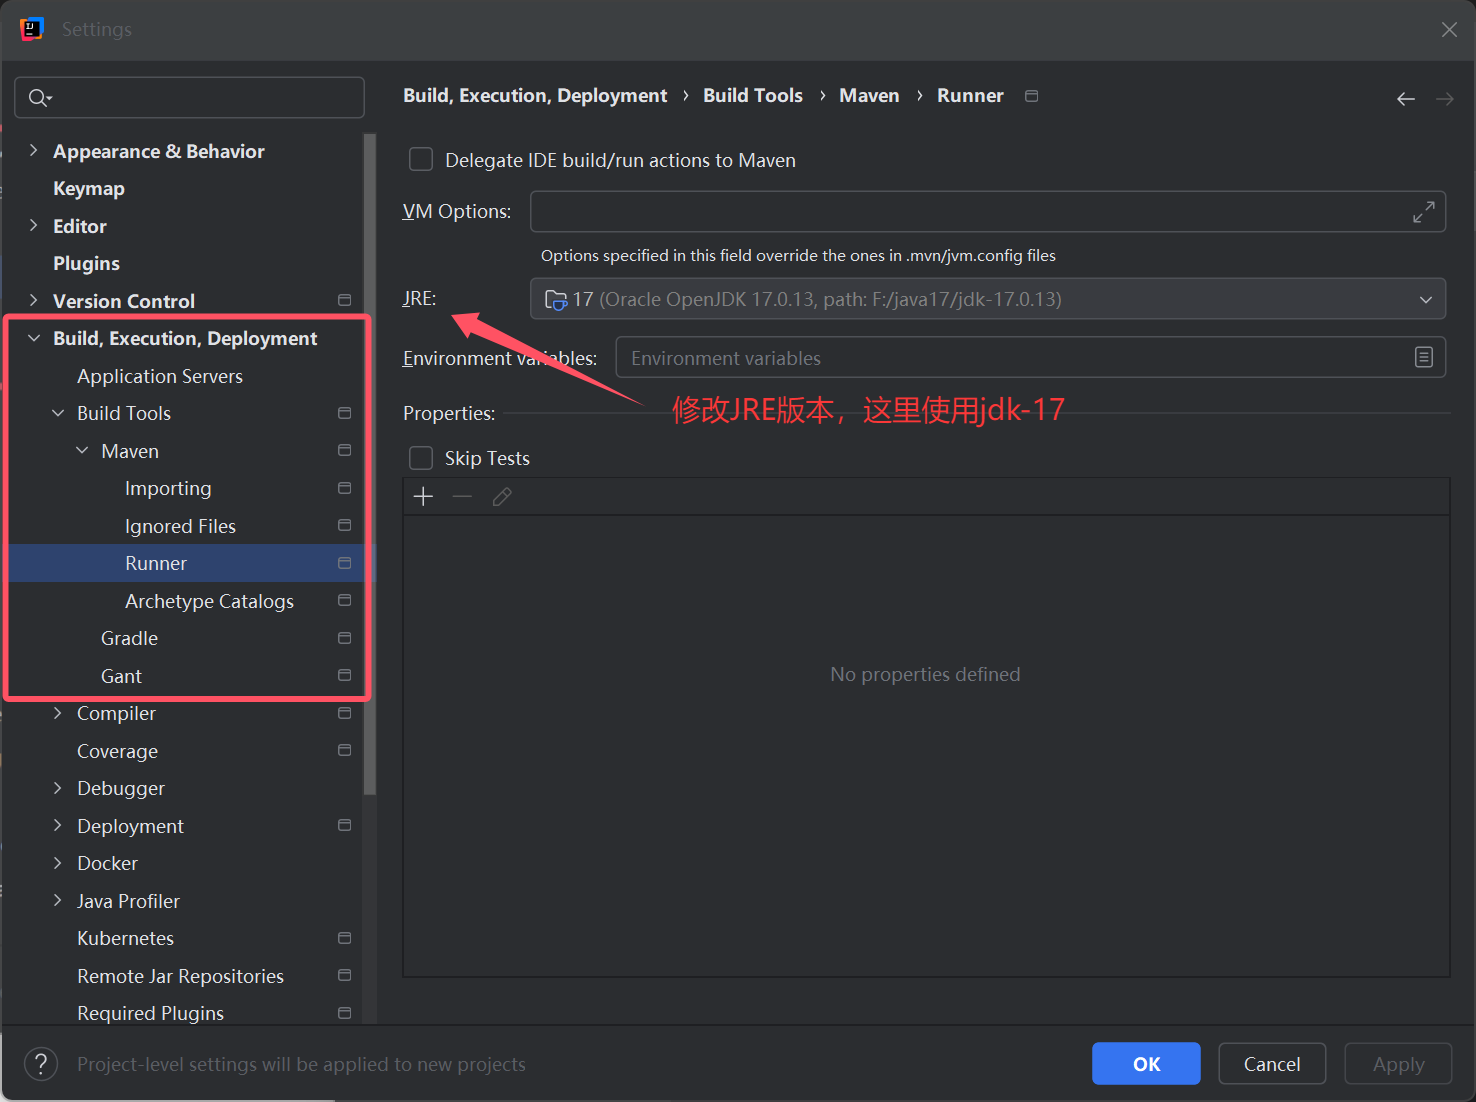 Settings
Build, Execution, Deployment › Build Tools › Maven › Runner
Appearance & Behavior
Keymap
Editor
Plugins
Version Control
Build, Execution, Deployment
Application Servers
Build Tools
Maven
Importing
Ignored Files
Runner
Archetype Catalogs
Gradle
Gant
Compiler
Coverage
Debugger
Deployment
Docker
Java Profiler
Kubernetes
Remote Jar Repositories
Required Plugins
Delegate IDE build/run actions to Maven
VM Options:
Options specified in this field override the ones in .mvn/jvm.config files
JRE: 17 (Oracle OpenJDK 17.0.13, path: F:/java17/jdk-17.0.13)
Environment variables: Environment variables
修改JRE版本，这里使用jdk-17
Properties:
Skip Tests
No properties defined
? Project-level settings will be applied to new projects
OK Cancel Apply